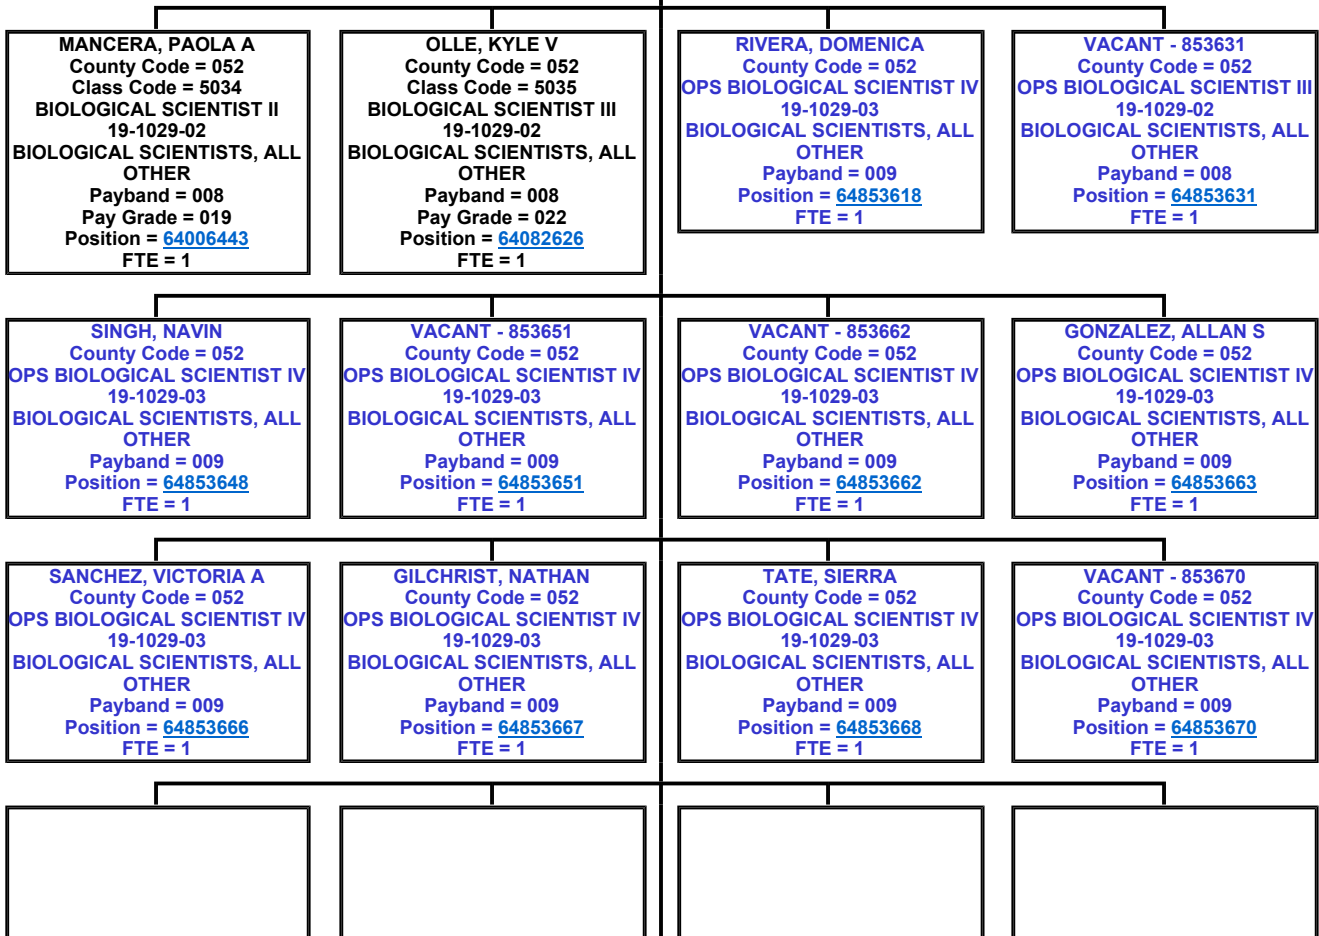 MANCERA, PAOLA A
County Code = 052
Class Code = 5034
BIOLOGICAL SCIENTIST II
19-1029-02
BIOLOGICAL SCIENTISTS, ALL
OTHER
Payband = 008
Pay Grade = 019
Position = 64006443
FTE = 1
OLLE, KYLE V
County Code = 052
Class Code = 5035
BIOLOGICAL SCIENTIST III
19-1029-02
BIOLOGICAL SCIENTISTS, ALL
OTHER
Payband = 008
Pay Grade = 022
Position = 64082626
FTE = 1
RIVERA, DOMENICA
County Code = 052
OPS BIOLOGICAL SCIENTIST IV
19-1029-03
BIOLOGICAL SCIENTISTS, ALL
OTHER
Payband = 009
Position = 64853618
FTE = 1
VACANT - 853631
County Code = 052
OPS BIOLOGICAL SCIENTIST III
19-1029-02
BIOLOGICAL SCIENTISTS, ALL
OTHER
Payband = 008
Position = 64853631
FTE = 1
SINGH, NAVIN
County Code = 052
OPS BIOLOGICAL SCIENTIST IV
19-1029-03
BIOLOGICAL SCIENTISTS, ALL
OTHER
Payband = 009
Position = 64853648
FTE = 1
VACANT - 853651
County Code = 052
OPS BIOLOGICAL SCIENTIST IV
19-1029-03
BIOLOGICAL SCIENTISTS, ALL
OTHER
Payband = 009
Position = 64853651
FTE = 1
VACANT - 853662
County Code = 052
OPS BIOLOGICAL SCIENTIST IV
19-1029-03
BIOLOGICAL SCIENTISTS, ALL
OTHER
Payband = 009
Position = 64853662
FTE = 1
GONZALEZ, ALLAN S
County Code = 052
OPS BIOLOGICAL SCIENTIST IV
19-1029-03
BIOLOGICAL SCIENTISTS, ALL
OTHER
Payband = 009
Position = 64853663
FTE = 1
SANCHEZ, VICTORIA A
County Code = 052
OPS BIOLOGICAL SCIENTIST IV
19-1029-03
BIOLOGICAL SCIENTISTS, ALL
OTHER
Payband = 009
Position = 64853666
FTE = 1
GILCHRIST, NATHAN
County Code = 052
OPS BIOLOGICAL SCIENTIST IV
19-1029-03
BIOLOGICAL SCIENTISTS, ALL
OTHER
Payband = 009
Position = 64853667
FTE = 1
TATE, SIERRA
County Code = 052
OPS BIOLOGICAL SCIENTIST IV
19-1029-03
BIOLOGICAL SCIENTISTS, ALL
OTHER
Payband = 009
Position = 64853668
FTE = 1
VACANT - 853670
County Code = 052
OPS BIOLOGICAL SCIENTIST IV
19-1029-03
BIOLOGICAL SCIENTISTS, ALL
OTHER
Payband = 009
Position = 64853670
FTE = 1